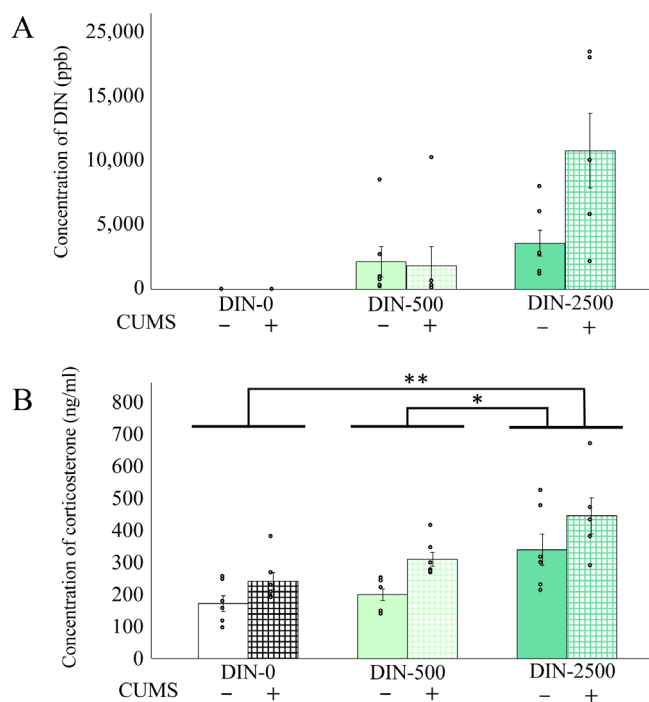 A
Concentration of DIN (ppb)
25,000
15,000
10,000
5,000
0
DIN-0 DIN-500 DIN-2500
CUMS − + − + − +
B
Concentration of corticosterone (ng/ml)
** 
*
800
700
600
500
400
300
200
100
0
DIN-0 DIN-500 DIN-2500
CUMS − + − + − +